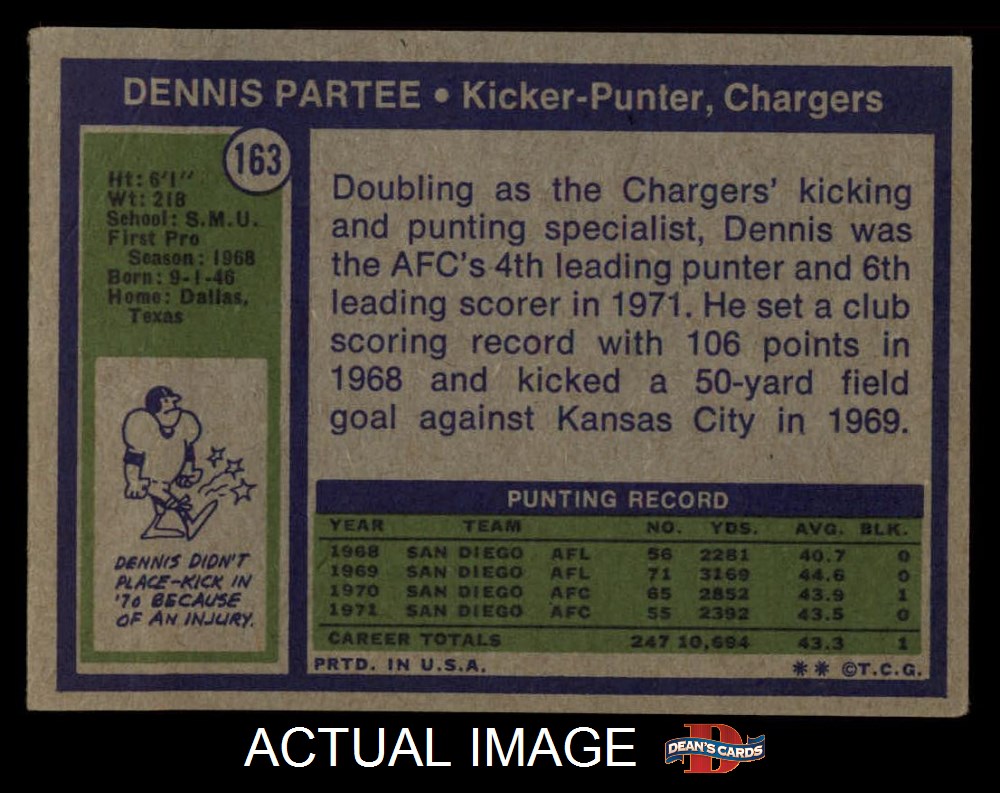 DENNIS PARTEE • Kicker-Punter, Chargers
163
Ht: 6'1"
Wt: 218
School: S.M.U.
First Pro
Season: 1968
Born: 9-1-46
Home: Dallas,
Texas
DENNIS DIDN'T
PLACE-KICK IN
'70 BECAUSE
OF AN INJURY.
Doubling as the Chargers' kicking
and punting specialist, Dennis was
the AFC's 4th leading punter and 6th
leading scorer in 1971. He set a club
scoring record with 106 points in
1968 and kicked a 50-yard field
goal against Kansas City in 1969.
PUNTING RECORD
YEAR TEAM NO. YDS. AVG. BLK.
1968 SAN DIEGO AFL 56 2281 40.7 0
1969 SAN DIEGO AFL 71 3169 44.6 0
1970 SAN DIEGO AFC 65 2852 43.9 1
1971 SAN DIEGO AFC 55 2392 43.5 0
CAREER TOTALS 247 10,694 43.3 1
PRTD. IN U.S.A. ** ©T.C.G.
ACTUAL IMAGE
D
DEAN'S CARDS